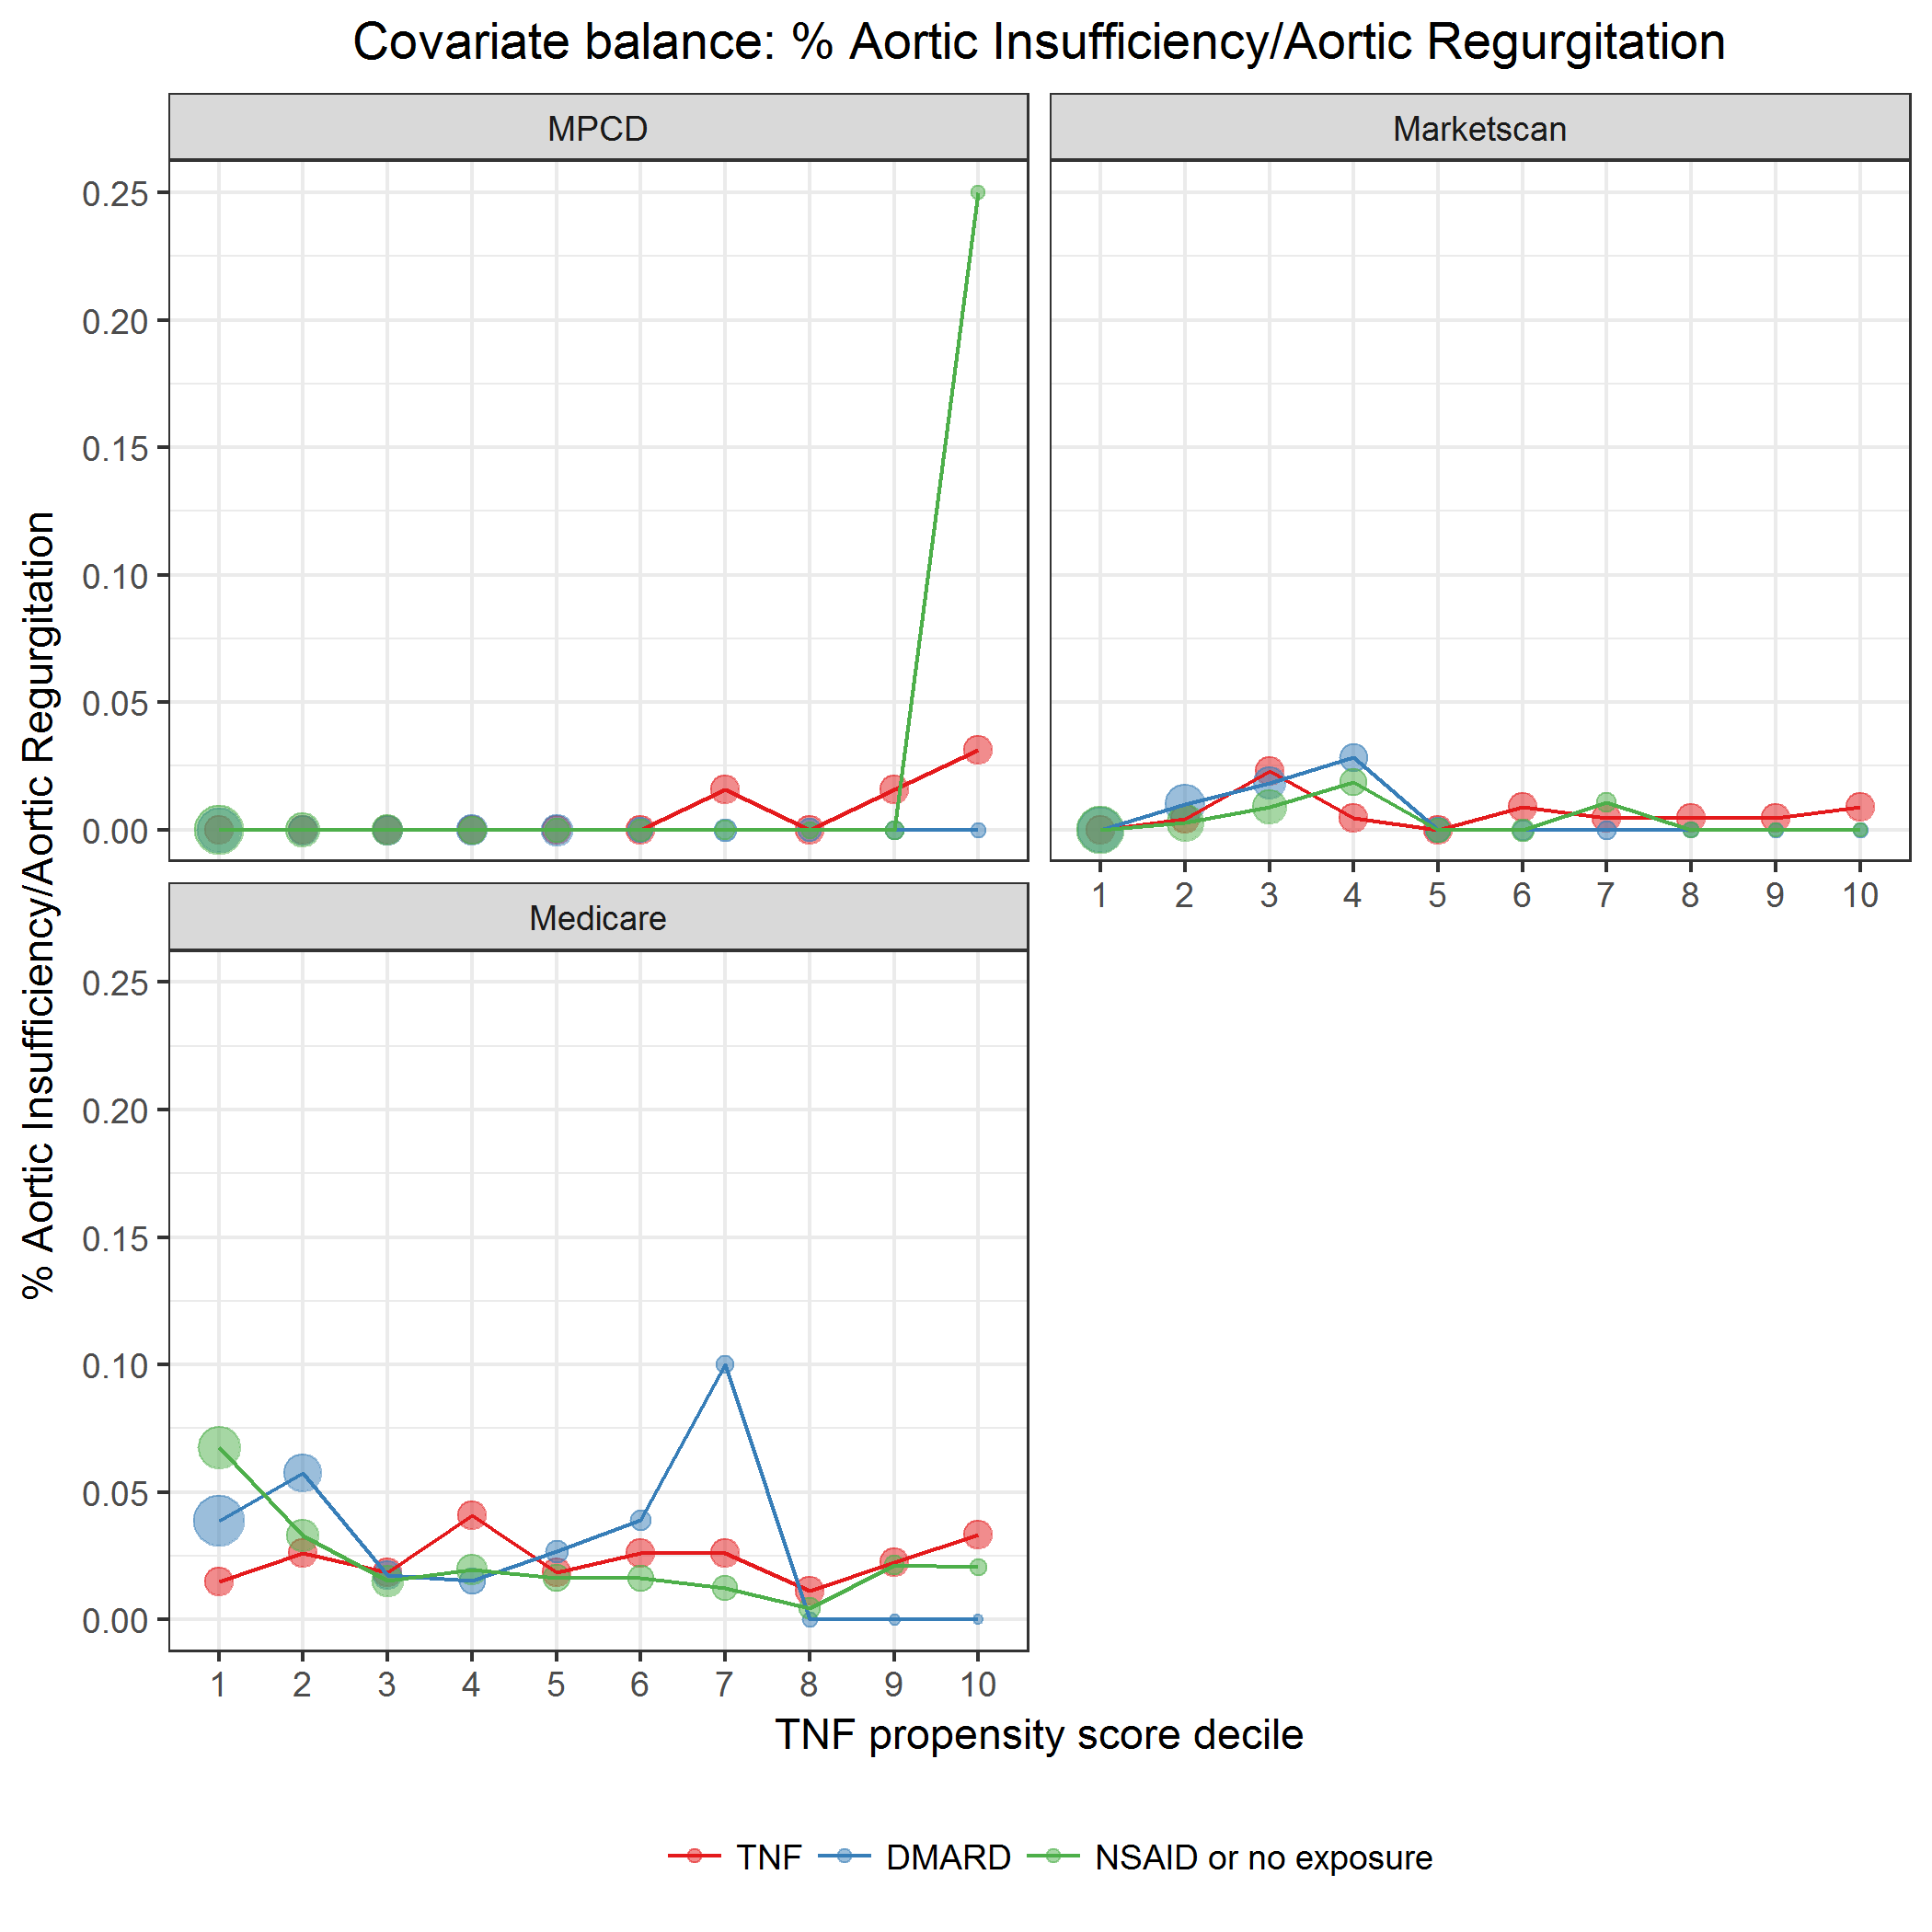 Covariate balance: % Aortic Insufficiency/Aortic Regurgitation
MPCD
Marketscan
0.25
0.20
0.15
0.10
0.05
0.00
1 2 3 4 5 6 7 8 9 10
Medicare
0.25
0.20
0.15
0.10
0.05
0.00
1 2 3 4 5 6 7 8 9 10
% Aortic Insufficiency/Aortic Regurgitation
TNF propensity score decile
TNF DMARD NSAID or no exposure